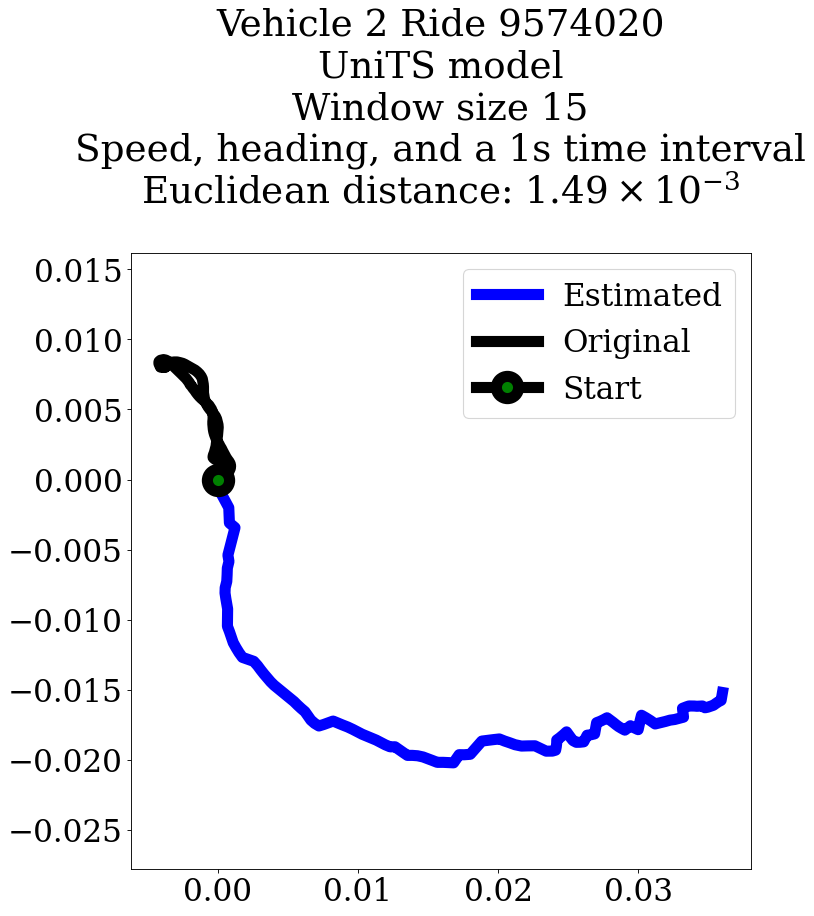 Vehicle 2 Ride 9574020
UniTS model
Window size 15
Speed, heading, and a 1s time interval
Euclidean distance: 1.49 × 10⁻³
0.015
0.010
0.005
0.000
−0.005
−0.010
−0.015
−0.020
−0.025
Estimated
Original
Start
0.00 0.01 0.02 0.03